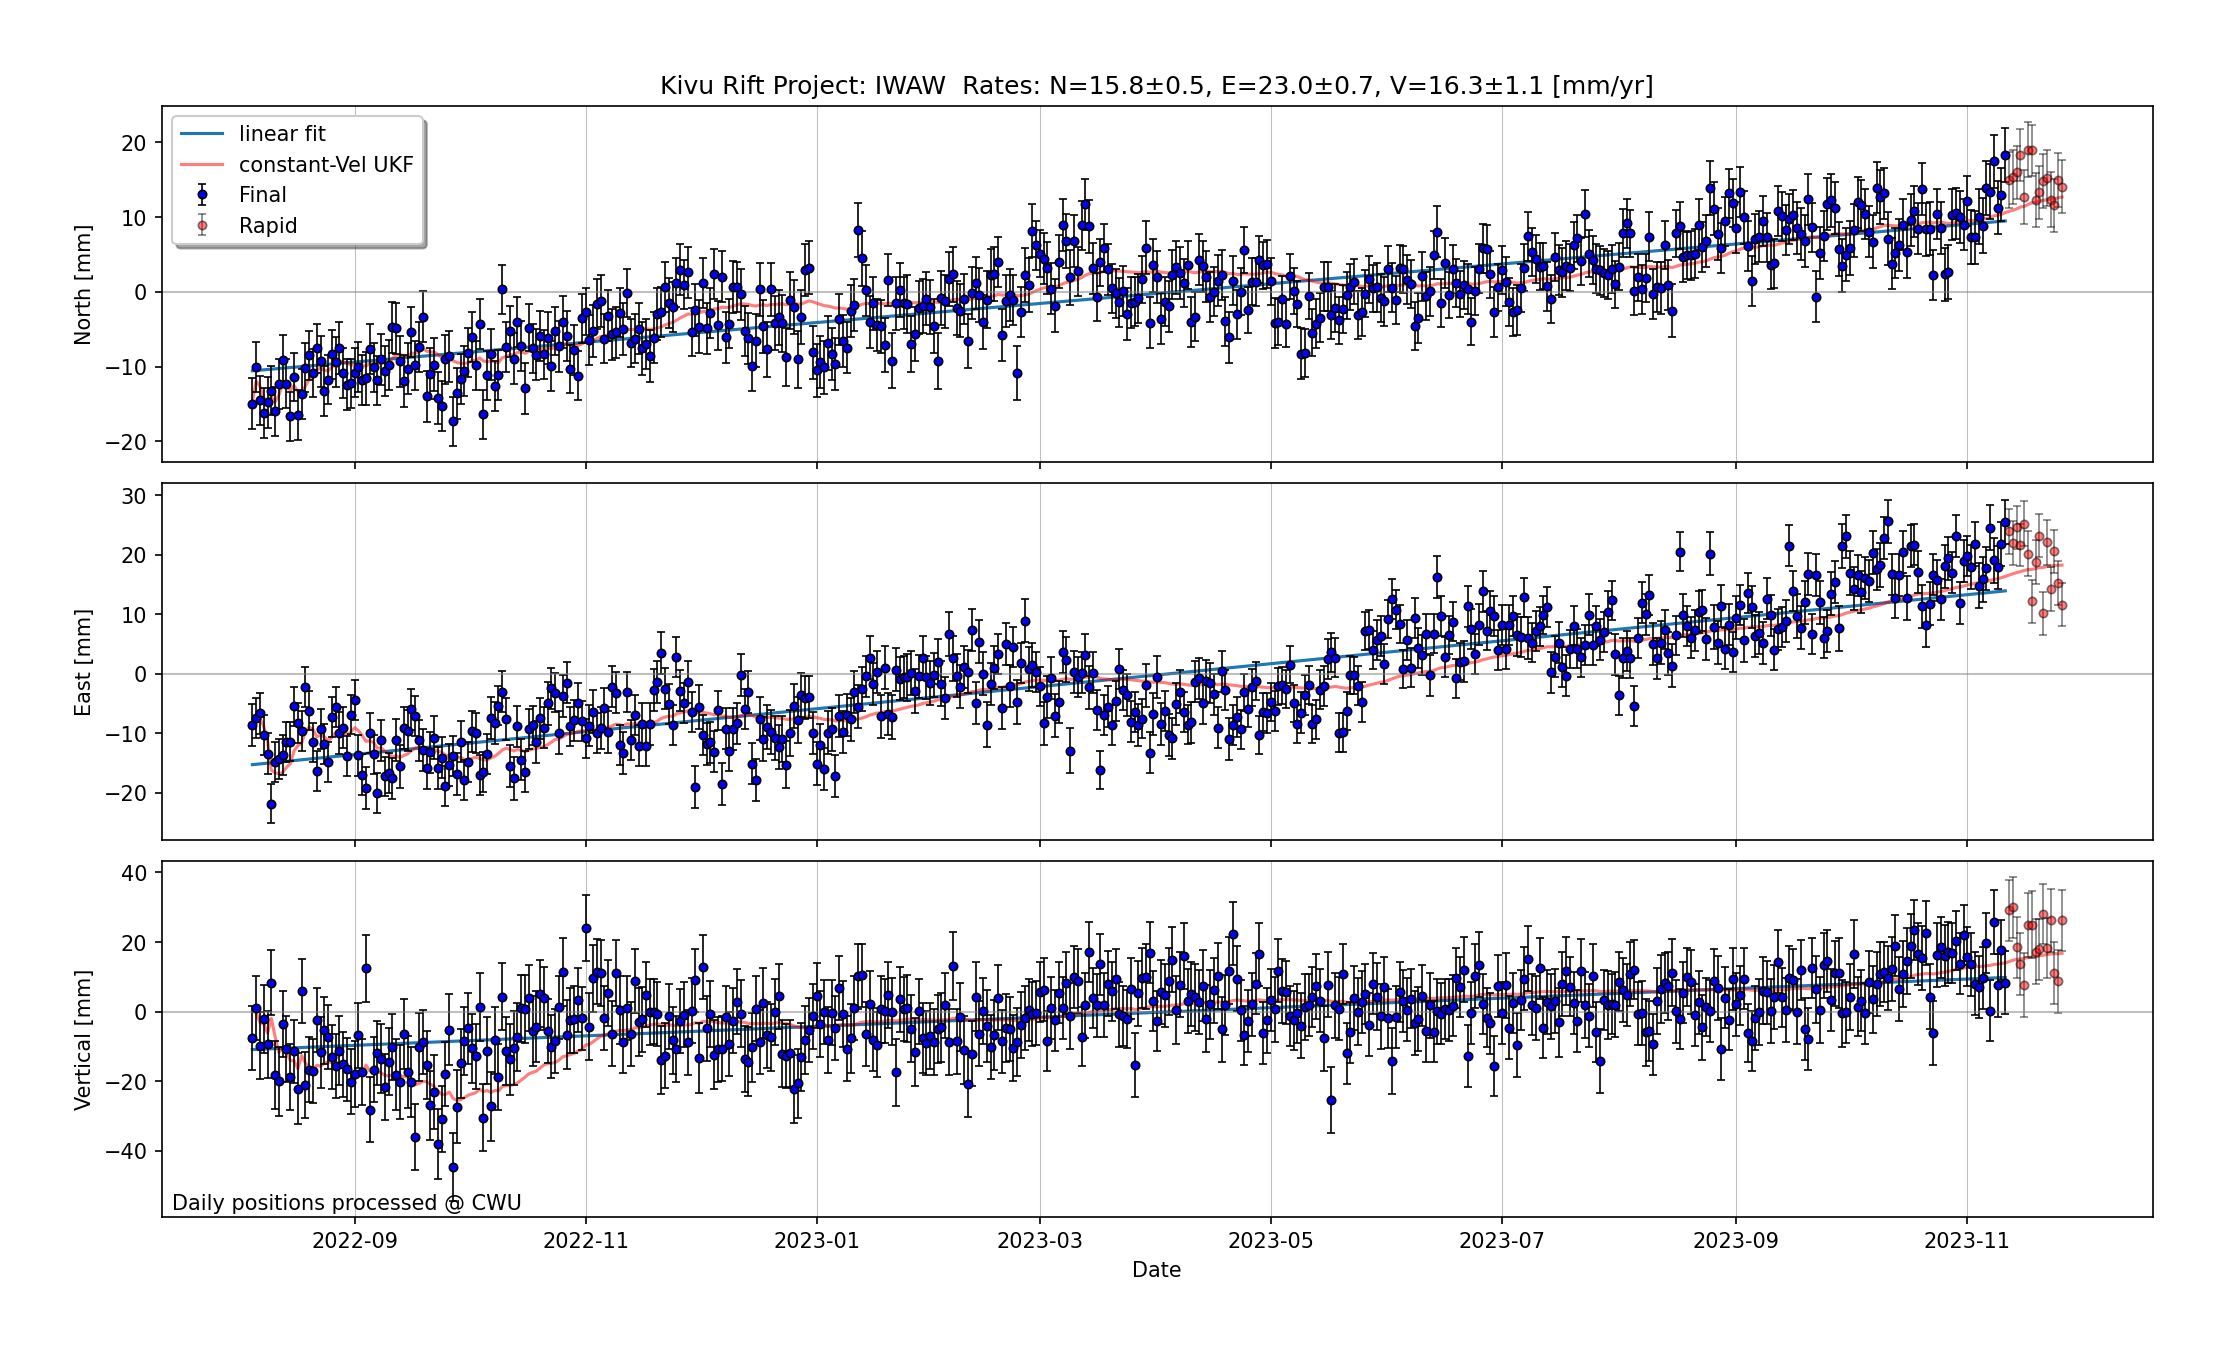 Kivu Rift Project: IWAW  Rates: N=15.8±0.5, E=23.0±0.7, V=16.3±1.1 [mm/yr]
linear fit
constant-Vel UKF
Final
Rapid
North [mm]
20
10
0
−10
−20
East [mm]
30
20
10
0
−10
−20
Vertical [mm]
40
20
0
−20
−40
Daily positions processed @ CWU
2022-09 2022-11 2023-01 2023-03 2023-05 2023-07 2023-09 2023-11
Date